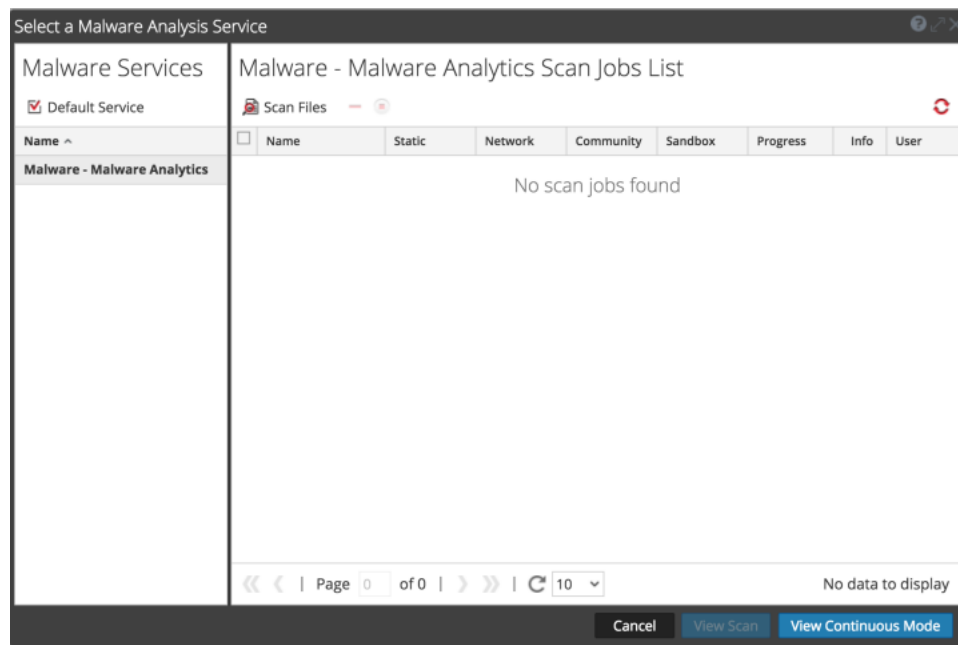 Select a Malware Analysis Service
Malware Services
Default Service
Name
Malware - Malware Analytics
Malware - Malware Analytics Scan Jobs List
Scan Files
Name Static Network Community Sandbox Progress Info User
No scan jobs found
Page 0 of 0 | 10
No data to display
Cancel View Scan View Continuous Mode